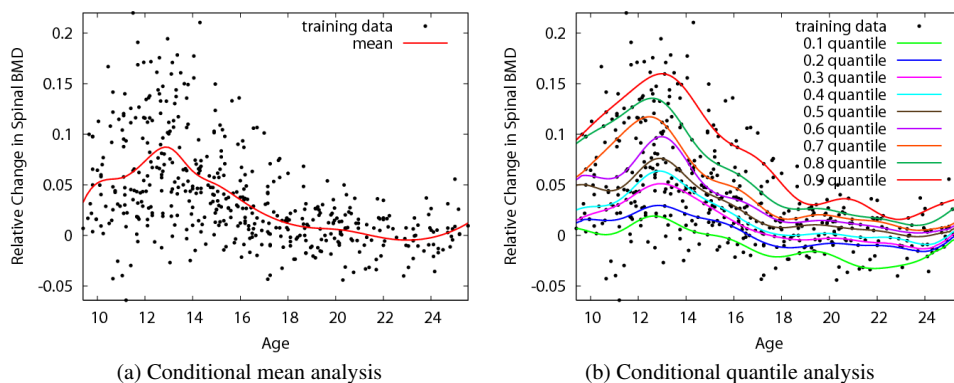 training data
mean
0.2
0.15
0.1
0.05
0
-0.05
Relative Change in Spinal BMD
10 12 14 16 18 20 22 24
Age
(a) Conditional mean analysis
training data
0.1 quantile
0.2 quantile
0.3 quantile
0.4 quantile
0.5 quantile
0.6 quantile
0.7 quantile
0.8 quantile
0.9 quantile
0.2
0.15
0.1
0.05
0
-0.05
Relative Change in Spinal BMD
10 12 14 16 18 20 22 24
Age
(b) Conditional quantile analysis